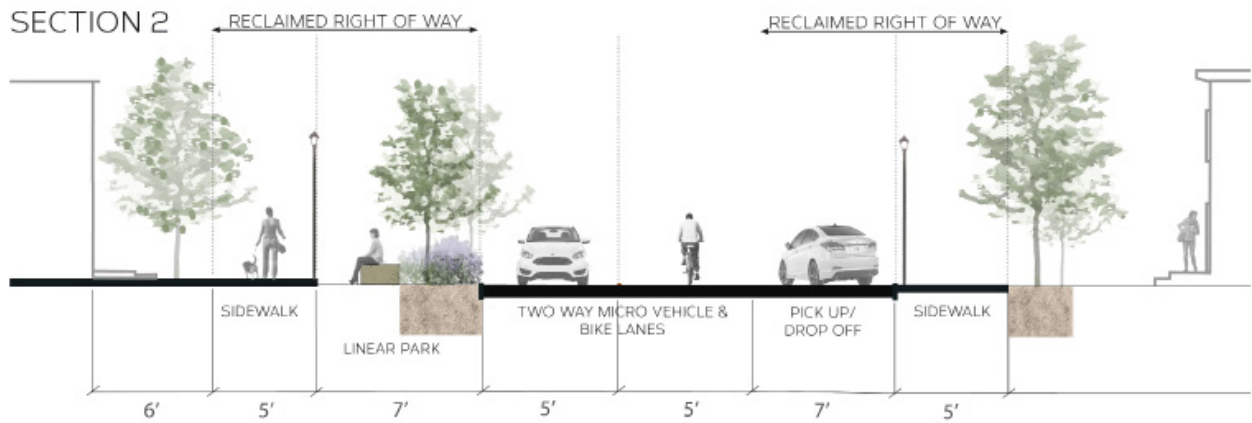 SECTION 2
RECLAIMED RIGHT OF WAY
RECLAIMED RIGHT OF WAY
SIDEWALK
LINEAR PARK
TWO WAY MICRO VEHICLE &
BIKE LANES
PICK UP/
DROP OFF
SIDEWALK
6' 5' 7' 5' 5' 7' 5'